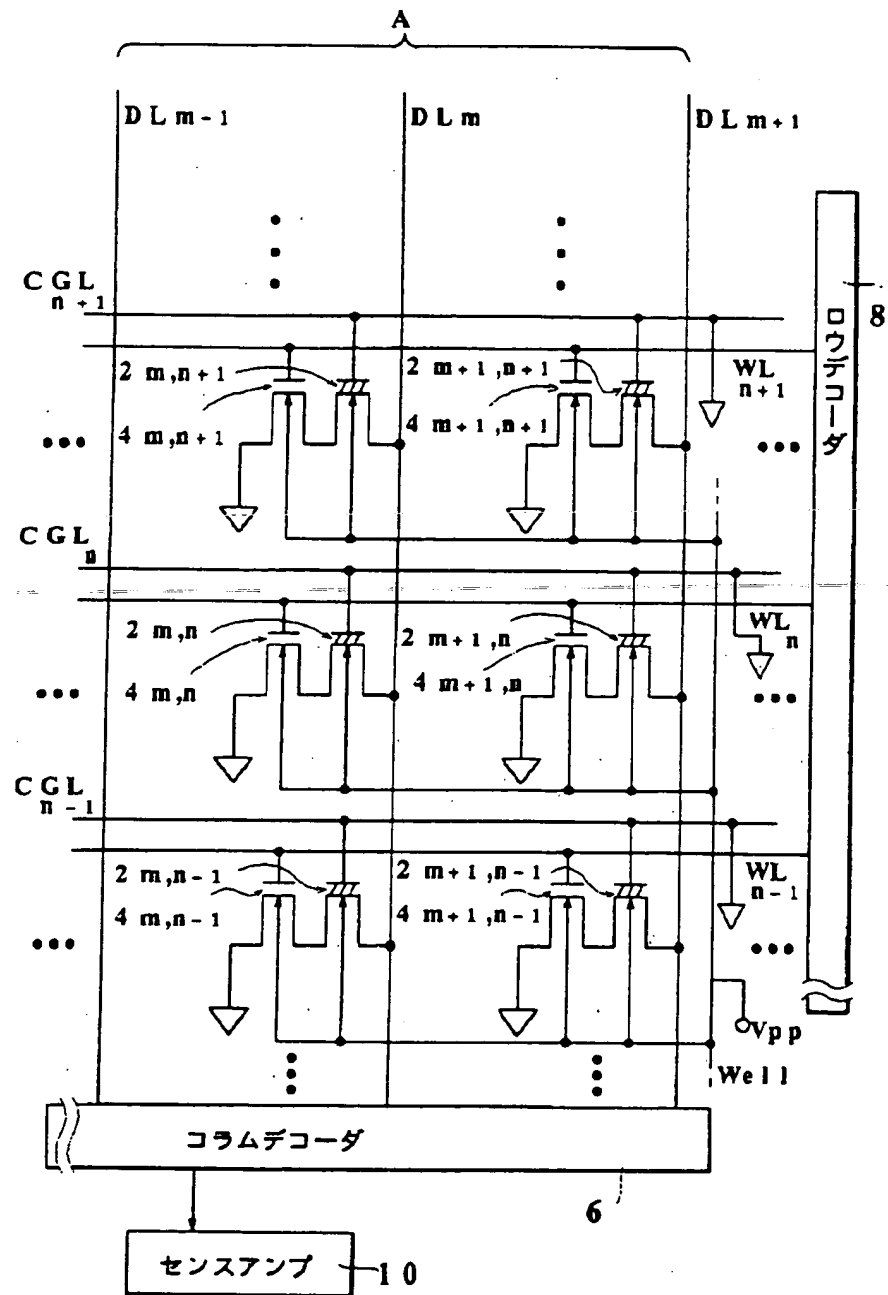 A
DLm-1
DLm
DLm+1
CGL n+1
8
ロウデコーダ
2 m,n+1
2 m+1,n+1
WL n+1
4 m,n+1
4 m+1,n+1
CGL n
2 m,n
2 m+1,n
WL n
4 m,n
4 m+1,n
CGL n-1
2 m,n-1
2 m+1,n-1
WL n-1
4 m,n-1
4 m+1,n-1
Vpp
Well
コラムデコーダ
6
センスアンプ
10